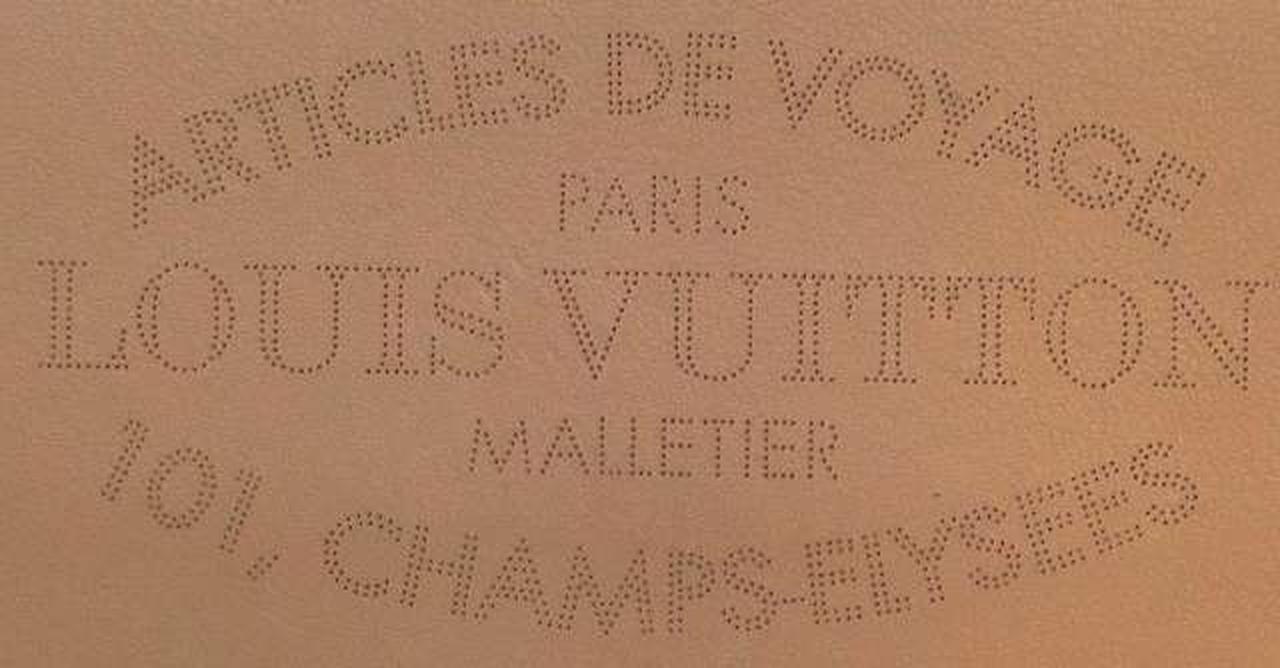 ARTICLES DE VOYAGE
PARIS
LOUIS VUITTON
MALLETIER
101, CHAMPS-ELYSEES